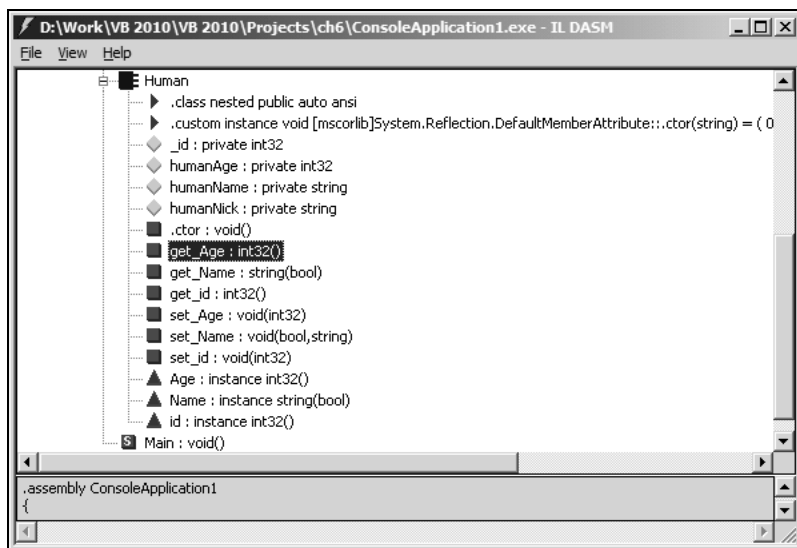 D:\Work\VB 2010\VB 2010\Projects\ch6\ConsoleApplication1.exe - IL DASM
File View Help
Human
.class nested public auto ansi
.custom instance void [mscorlib]System.Reflection.DefaultMemberAttribute::.ctor(string) = ( 0
_id : private int32
humanAge : private int32
humanName : private string
humanNick : private string
.ctor : void()
get_Age : int32()
get_Name : string(bool)
get_id : int32()
set_Age : void(int32)
set_Name : void(bool,string)
set_id : void(int32)
Age : instance int32()
Name : instance string(bool)
id : instance int32()
S Main : void()
.assembly ConsoleApplication1
{